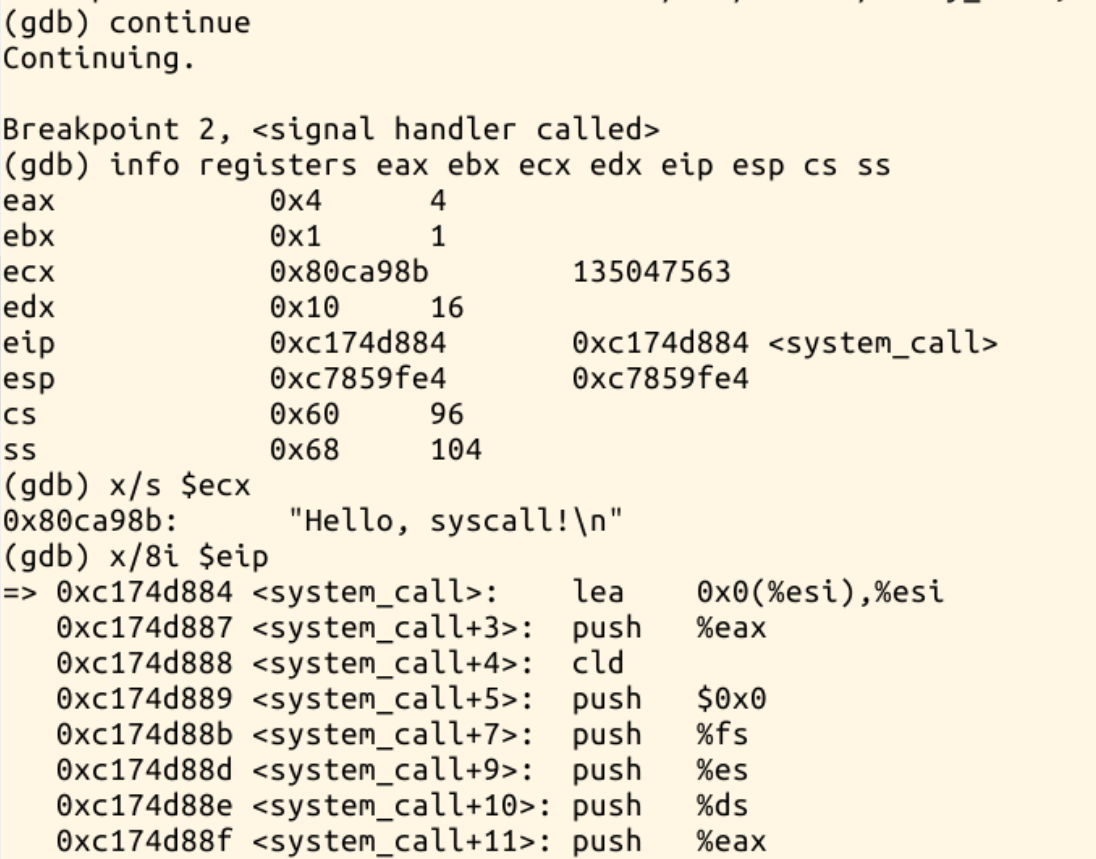 (gdb) continue
Continuing.
Breakpoint 2, <signal handler called>
(gdb) info registers eax ebx ecx edx eip esp cs ss
eax 0x4 4
ebx 0x1 1
ecx 0x80ca98b 135047563
edx 0x10 16
eip 0xc174d884 0xc174d884 <system_call>
esp 0xc7859fe4 0xc7859fe4
cs 0x60 96
ss 0x68 104
(gdb) x/s $ecx
0x80ca98b: "Hello, syscall!\n"
(gdb) x/8i $eip
=> 0xc174d884 <system_call>: lea 0x0(%esi),%esi
0xc174d887 <system_call+3>: push %eax
0xc174d888 <system_call+4>: cld
0xc174d889 <system_call+5>: push $0x0
0xc174d88b <system_call+7>: push %fs
0xc174d88d <system_call+9>: push %es
0xc174d88e <system_call+10>: push %ds
0xc174d88f <system_call+11>: push %eax